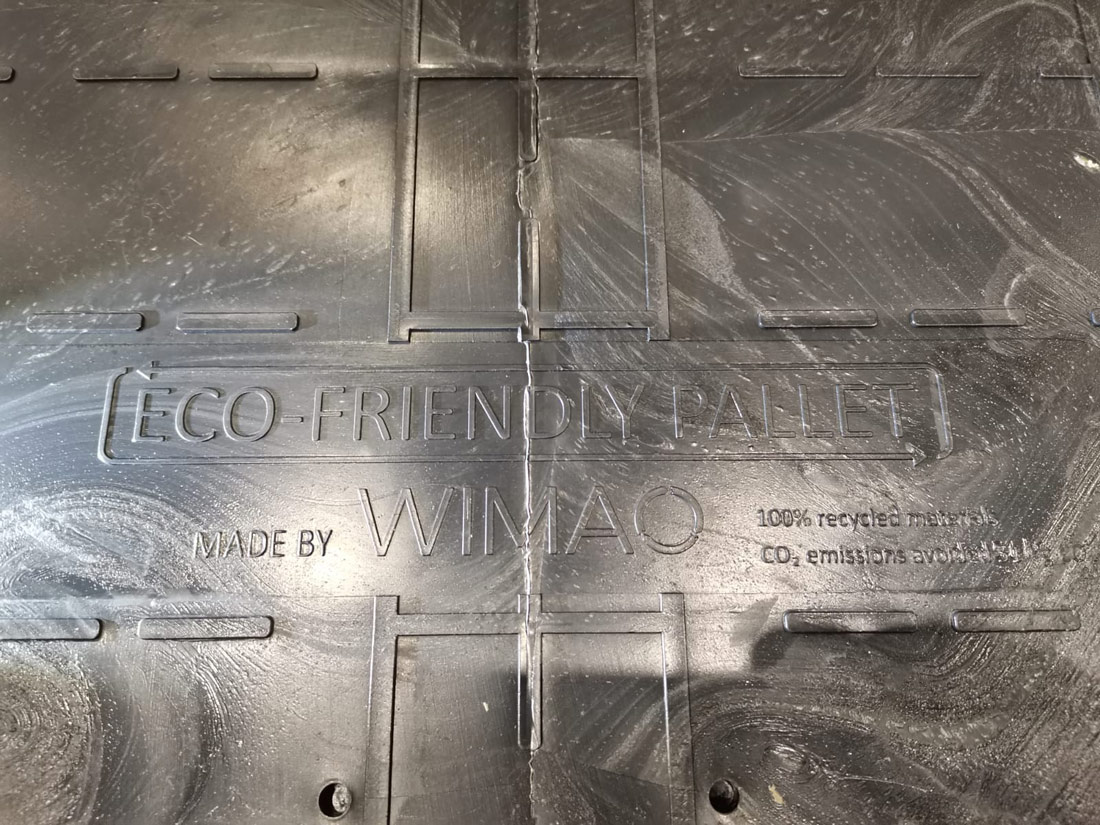 ECO-FRIENDLY PALLET
MADE BY WIMAO
100% recycled materials
CO₂ emissions avoided